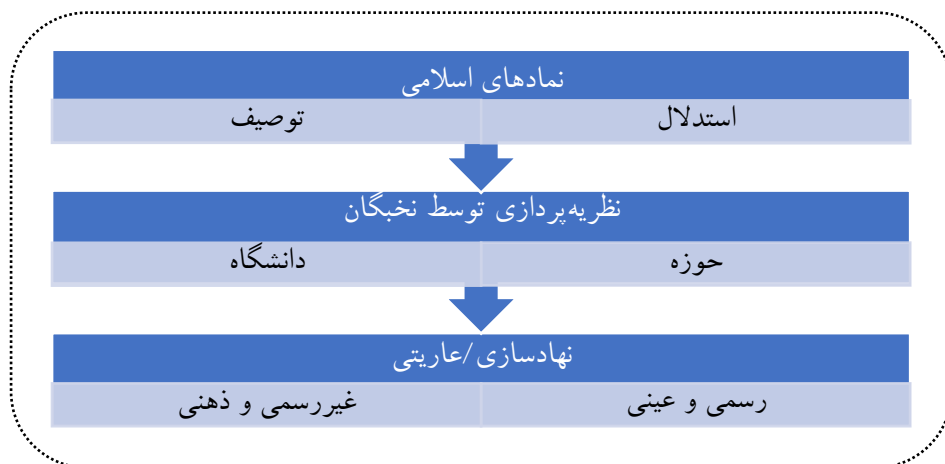 نمادهای اسلامی
استدلال
توصیف
نظریه‌پردازی توسط نخبگان
حوزه
دانشگاه
نهادسازی/عاریتی
رسمی و عینی
غیررسمی و ذهنی